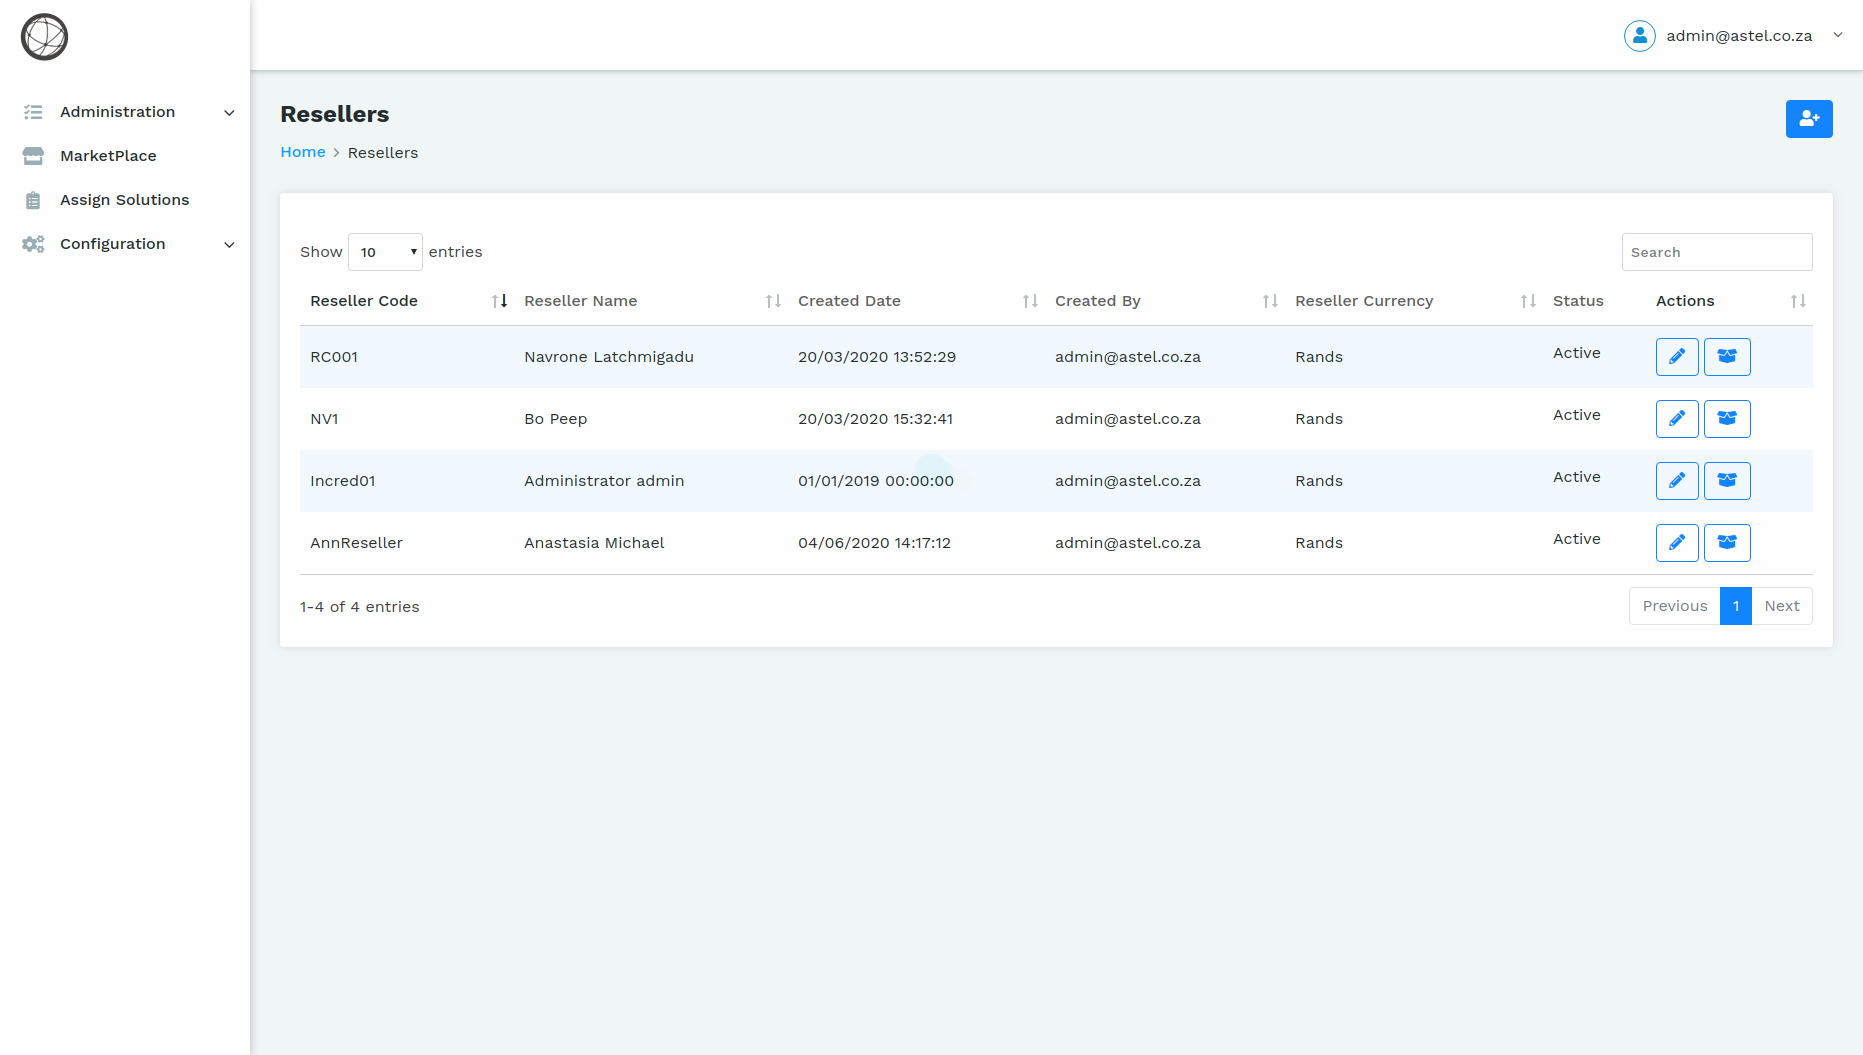 admin@astel.co.za
Administration
MarketPlace
Assign Solutions
Configuration
Resellers
Home > Resellers
Show 10 entries
Search
Reseller Code Reseller Name Created Date Created By Reseller Currency Status Actions
RC001 Navrone Latchmigadu 20/03/2020 13:52:29 admin@astel.co.za Rands Active
NV1 Bo Peep 20/03/2020 15:32:41 admin@astel.co.za Rands Active
Incred01 Administrator admin 01/01/2019 00:00:00 admin@astel.co.za Rands Active
AnnReseller Anastasia Michael 04/06/2020 14:17:12 admin@astel.co.za Rands Active
1-4 of 4 entries
Previous 1 Next